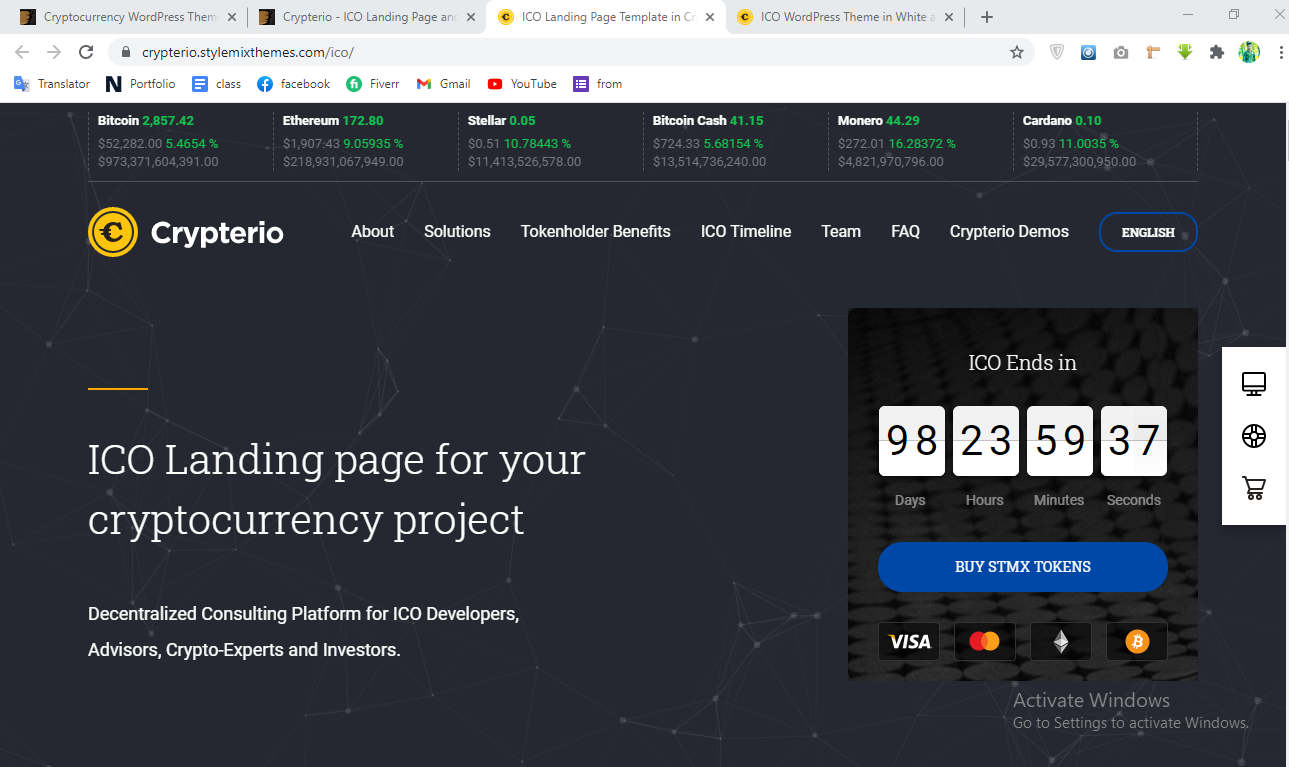 Cryptocurrency WordPress Them
Crypterio - ICO Landing Page and
ICO Landing Page Template in Cr
ICO WordPress Theme in White a
crypterio.stylemixthemes.com/ico/
Translator
Portfolio
class
facebook
Fiverr
Gmail
YouTube
from
Bitcoin 2,857.42
$52,282.00 5.4654 %
$973,371,604,391.00
Ethereum 172.80
$1,907.43 9.05935 %
$218,931,067,949.00
Stellar 0.05
$0.51 10.78443 %
$11,413,526,578.00
Bitcoin Cash 41.15
$724.33 5.68154 %
$13,514,736,240.00
Monero 44.29
$272.01 16.28372 %
$4,821,970,796.00
Cardano 0.10
$0.93 11.0035 %
$29,577,300,950.00
Crypterio
About
Solutions
Tokenholder Benefits
ICO Timeline
Team
FAQ
Crypterio Demos
ENGLISH
ICO Landing page for your
cryptocurrency project
Decentralized Consulting Platform for ICO Developers,
Advisors, Crypto-Experts and Investors.
ICO Ends in
98 23 59 37
Days Hours Minutes Seconds
BUY STMX TOKENS
VISA
Activate Windows
Go to Settings to activate Windows.